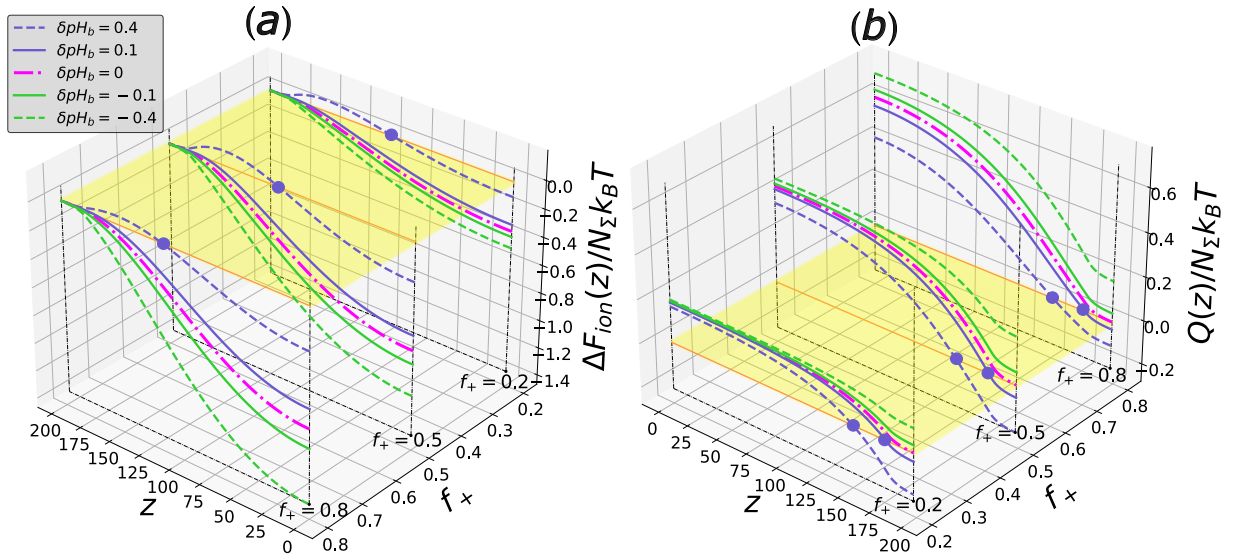 (a)
(b)
δpH_b = 0.4
δpH_b = 0.1
δpH_b = 0
δpH_b = −0.1
δpH_b = −0.4
0.0
−0.2
−0.4
−0.6
−0.8
−1.0
−1.2
−1.4
ΔF_ion(z)/N_Σ k_B T
f_+ = 0.2
f_+ = 0.5
f_+ = 0.8
200
175
150
125
100
75
50
25
0
z
0.2
0.3
0.4
0.5
0.6
0.7
0.8
f_+
0.6
0.4
0.2
0.0
−0.2
Q(z)/N_Σ k_B T
f_+ = 0.8
f_+ = 0.5
f_+ = 0.2
0
25
50
75
100
125
150
175
200
z
0.8
0.7
0.6
0.5
0.4
0.3
0.2
f_+